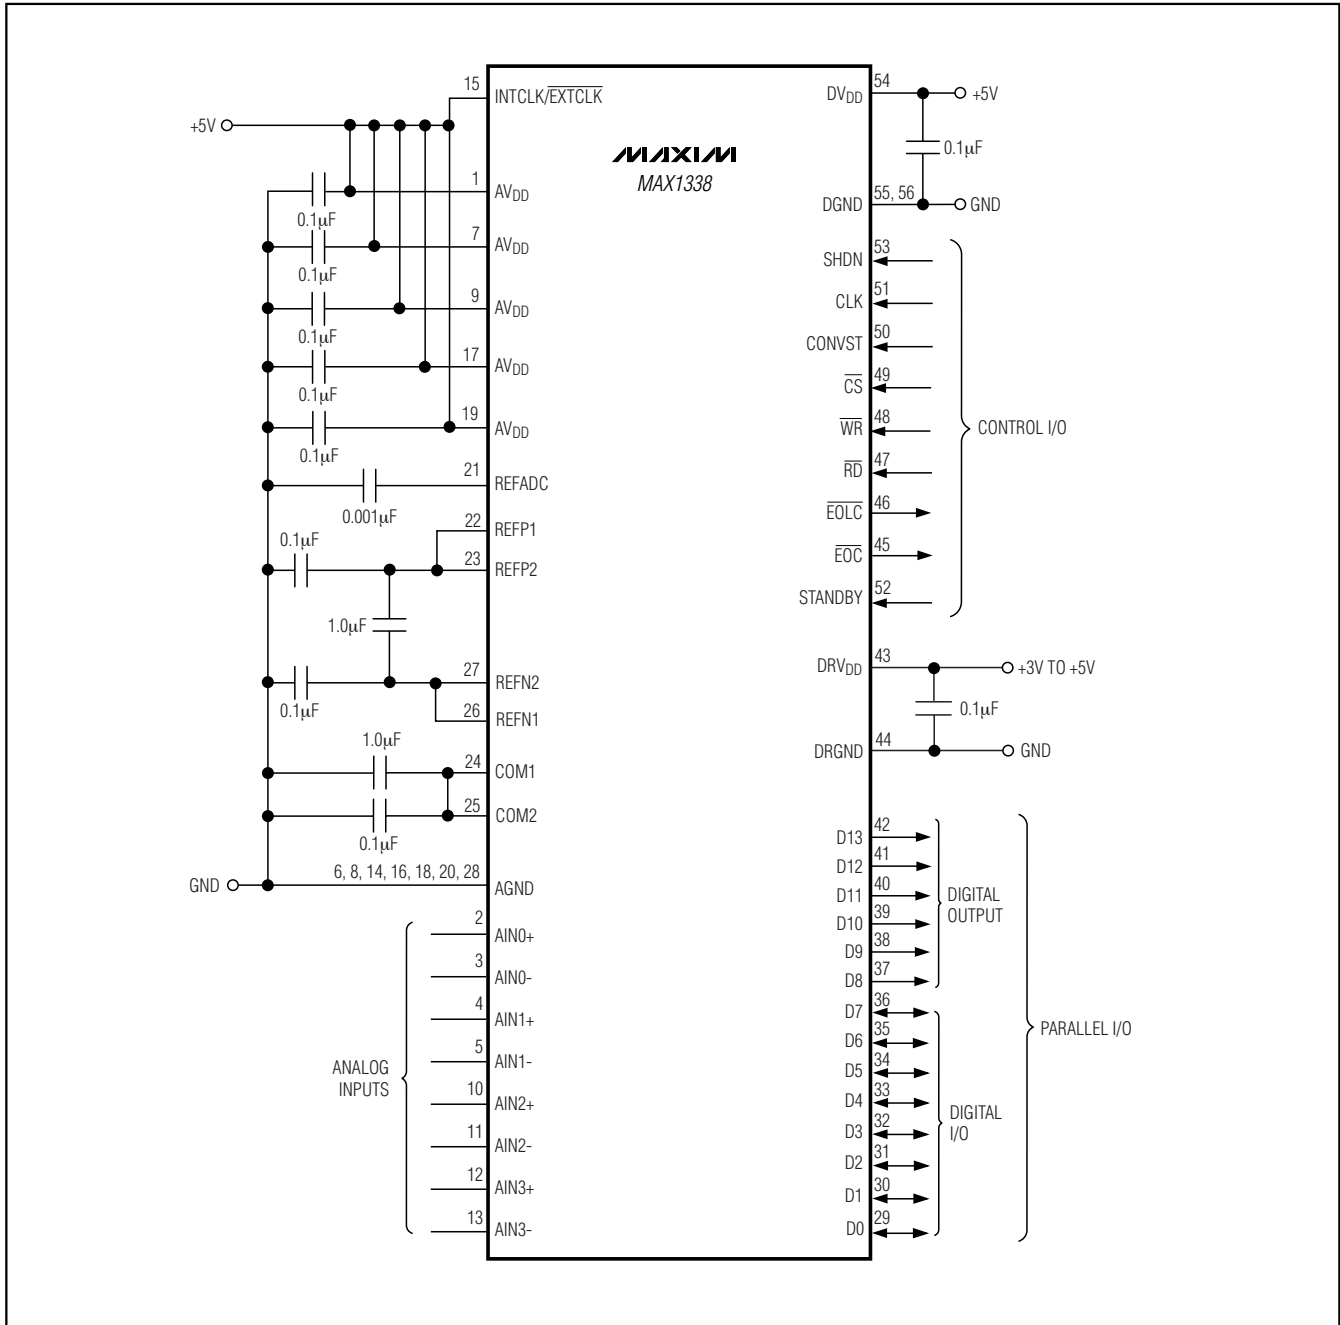 15
INTCLK/EXTCLK
+5V
1
AVDD
0.1µF
7
AVDD
0.1µF
9
AVDD
0.1µF
17
AVDD
0.1µF
19
AVDD
0.1µF
21
REFADC
0.001µF
22
REFP1
0.1µF
23
REFP2
1.0µF
27
REFN2
0.1µF
26
REFN1
1.0µF
24
COM1
25
COM2
0.1µF
6, 8, 14, 16, 18, 20, 28
GND
AGND
2
AIN0+
3
AIN0-
4
AIN1+
5
AIN1-
ANALOG
INPUTS
10
AIN2+
11
AIN2-
12
AIN3+
13
AIN3-
MAXIM
MAX1338
54
DVDD
+5V
0.1µF
55, 56
DGND
GND
53
SHDN
51
CLK
50
CONVST
49
CS
48
WR
CONTROL I/O
47
RD
46
EOLC
45
EOC
52
STANDBY
43
DRVDD
+3V TO +5V
0.1µF
44
DRGND
GND
42
D13
41
D12
40
D11
DIGITAL
OUTPUT
39
D10
38
D9
37
D8
36
D7
PARALLEL I/O
35
D6
34
D5
33
D4
DIGITAL
I/O
32
D3
31
D2
30
D1
29
D0